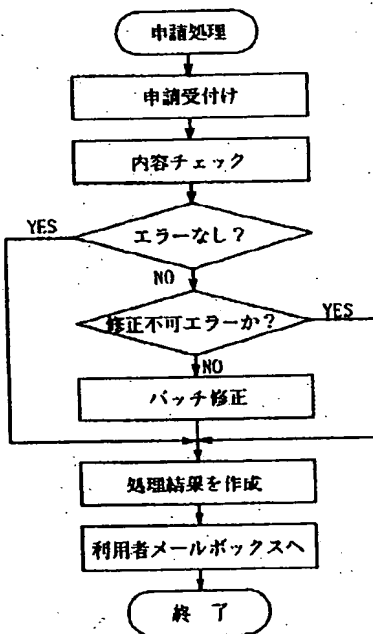 申請処理
申請受付け
内容チェック
エラーなし?
YES
NO
修正不可エラーか?
YES
NO
バッチ修正
処理結果を作成
利用者メールボックスへ
終了